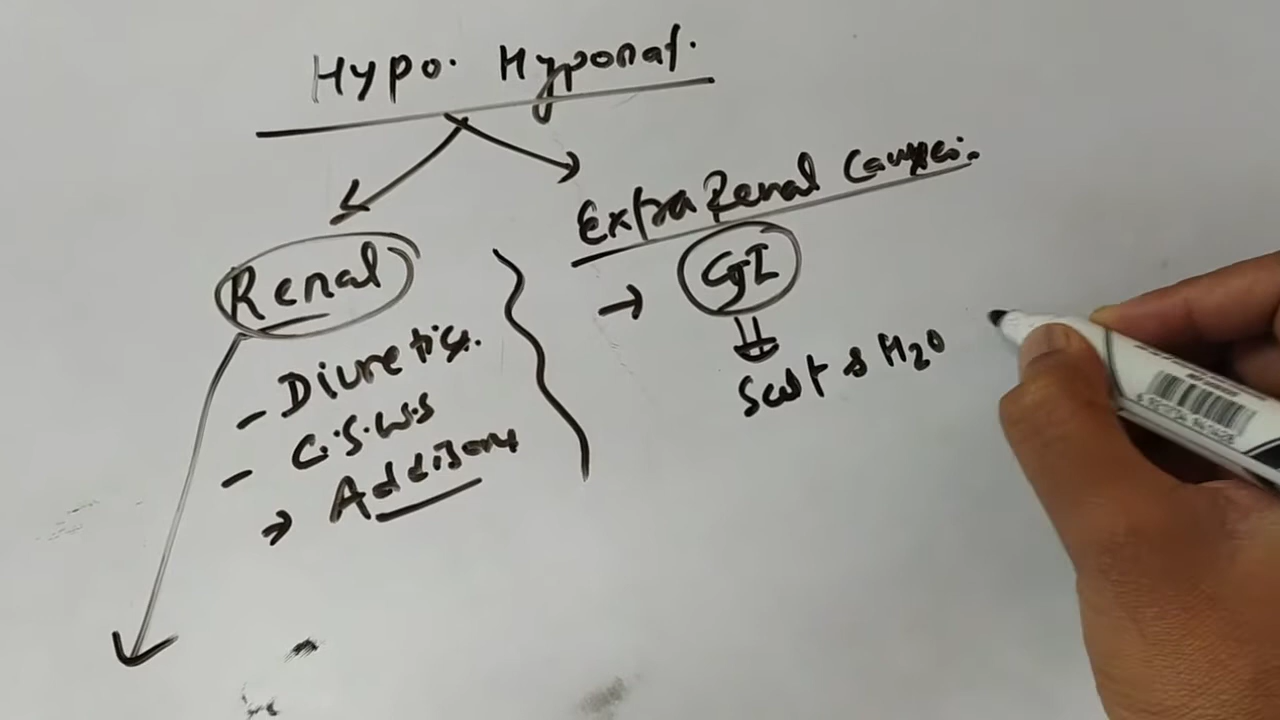 Hypo. Hyponat.
Renal
- Diuretics.
- C.S.W.S
→ Addisons
Extra Renal Causes:
→ GI
Salt & H2O